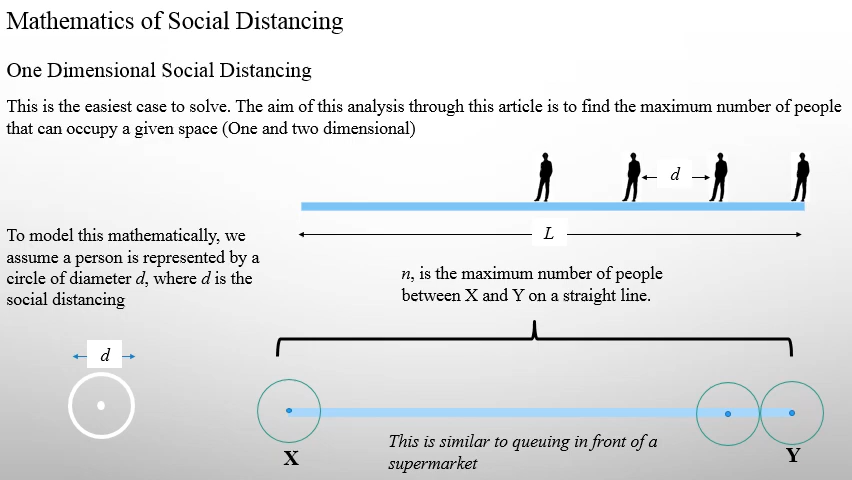 Mathematics of Social Distancing
One Dimensional Social Distancing
This is the easiest case to solve. The aim of this analysis through this article is to find the maximum number of people
that can occupy a given space (One and two dimensional)
d
L
To model this mathematically, we
assume a person is represented by a
circle of diameter d, where d is the
social distancing
n, is the maximum number of people
between X and Y on a straight line.
d
This is similar to queuing in front of a
supermarket
X
Y